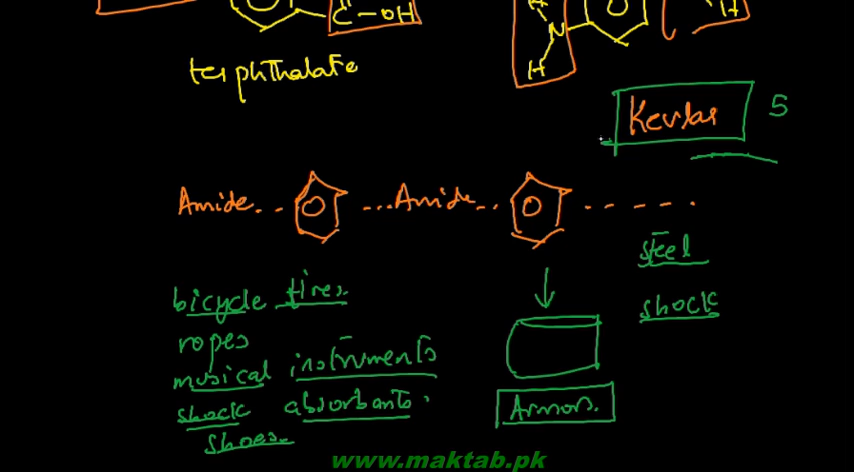 C-OH
H
H
N
H
terphthalate
Kevlar 5
Amide.. ...Amide.. .....
steel
bicycle tires. shock
ropes
musical instruments
shock absorbants.
shoes. Armors.
www.maktab.pk